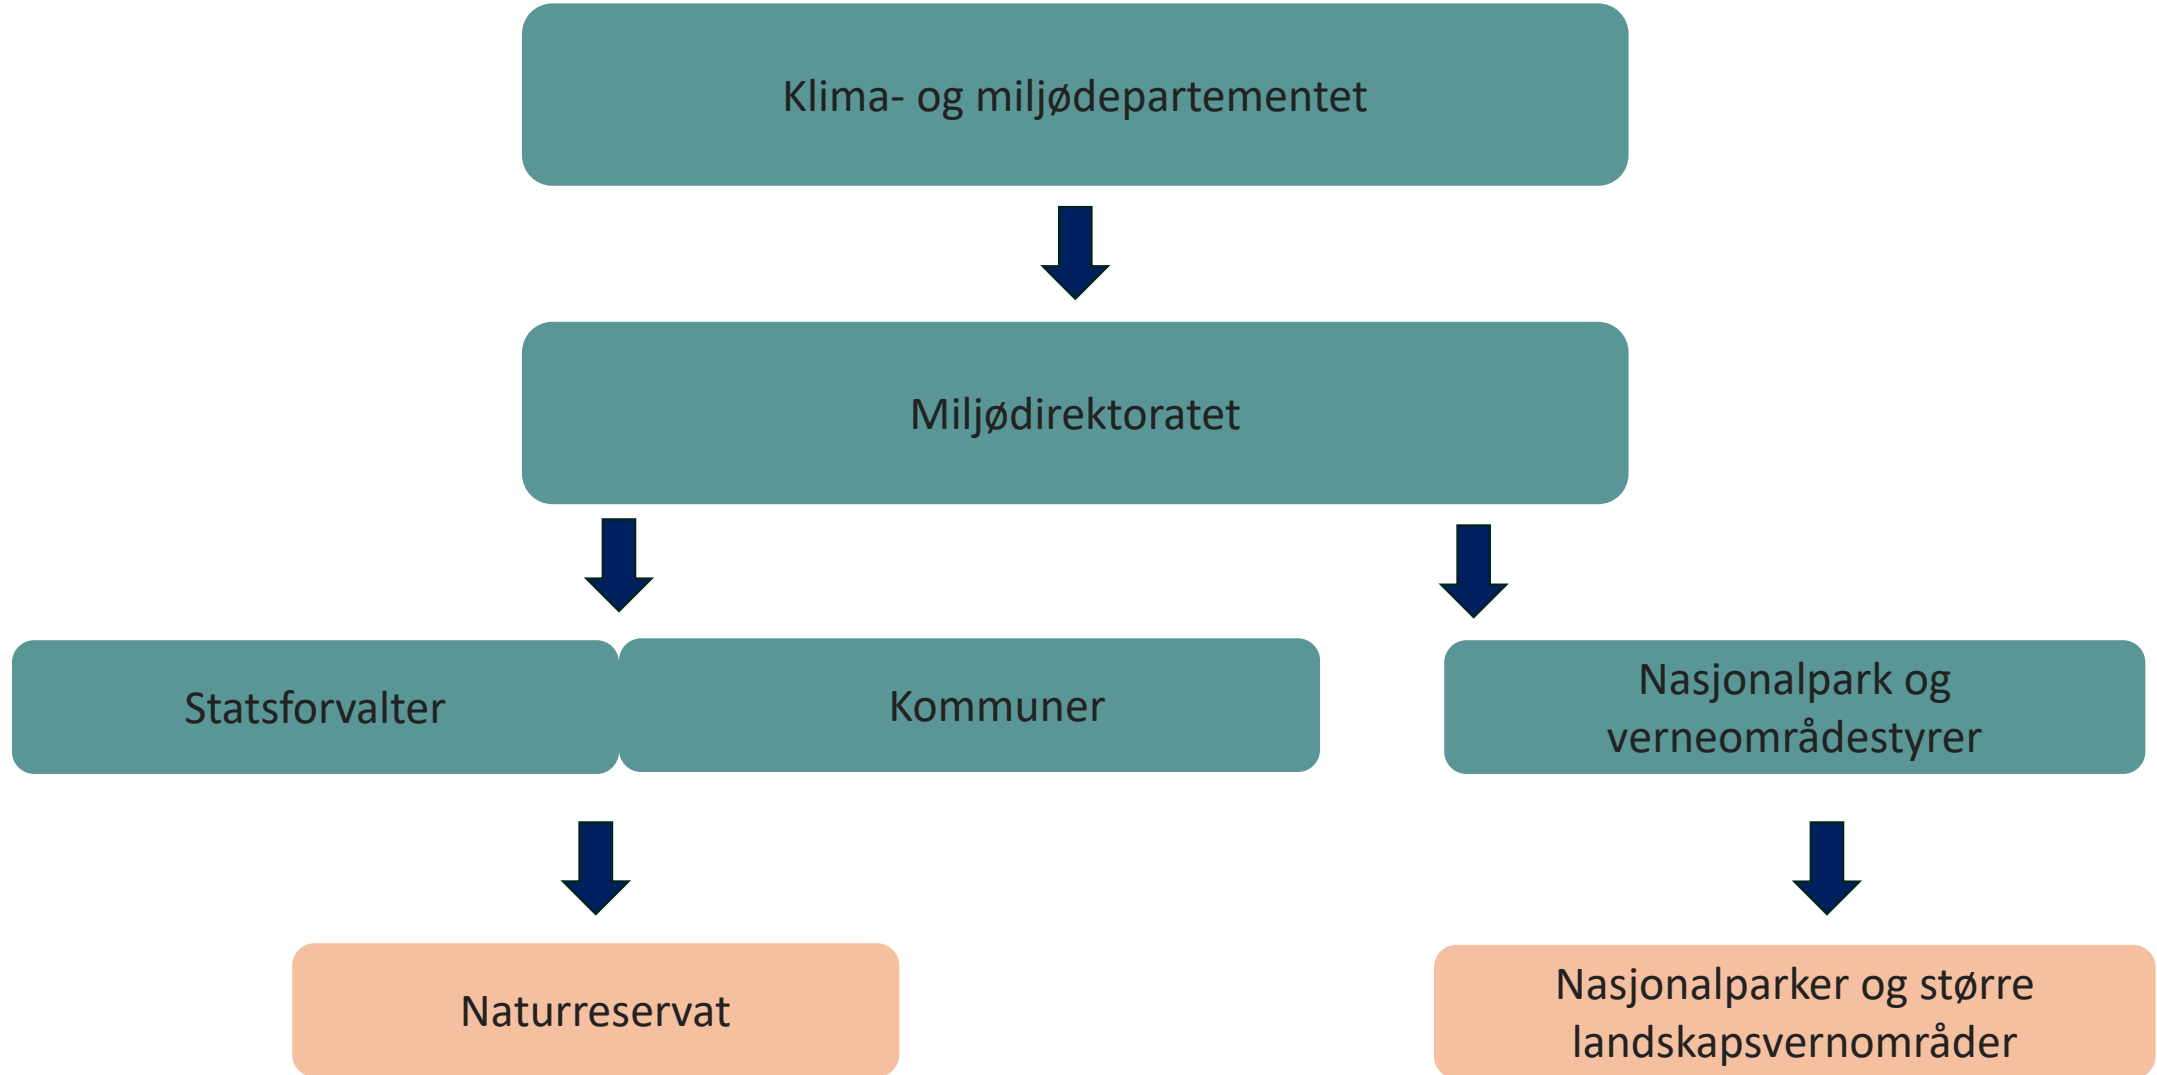 Klima- og miljødepartementet
Miljødirektoratet
Statsforvalter
Kommuner
Nasjonalpark og
verneområdestyrer
Naturreservat
Nasjonalparker og større
landskapsvernområder